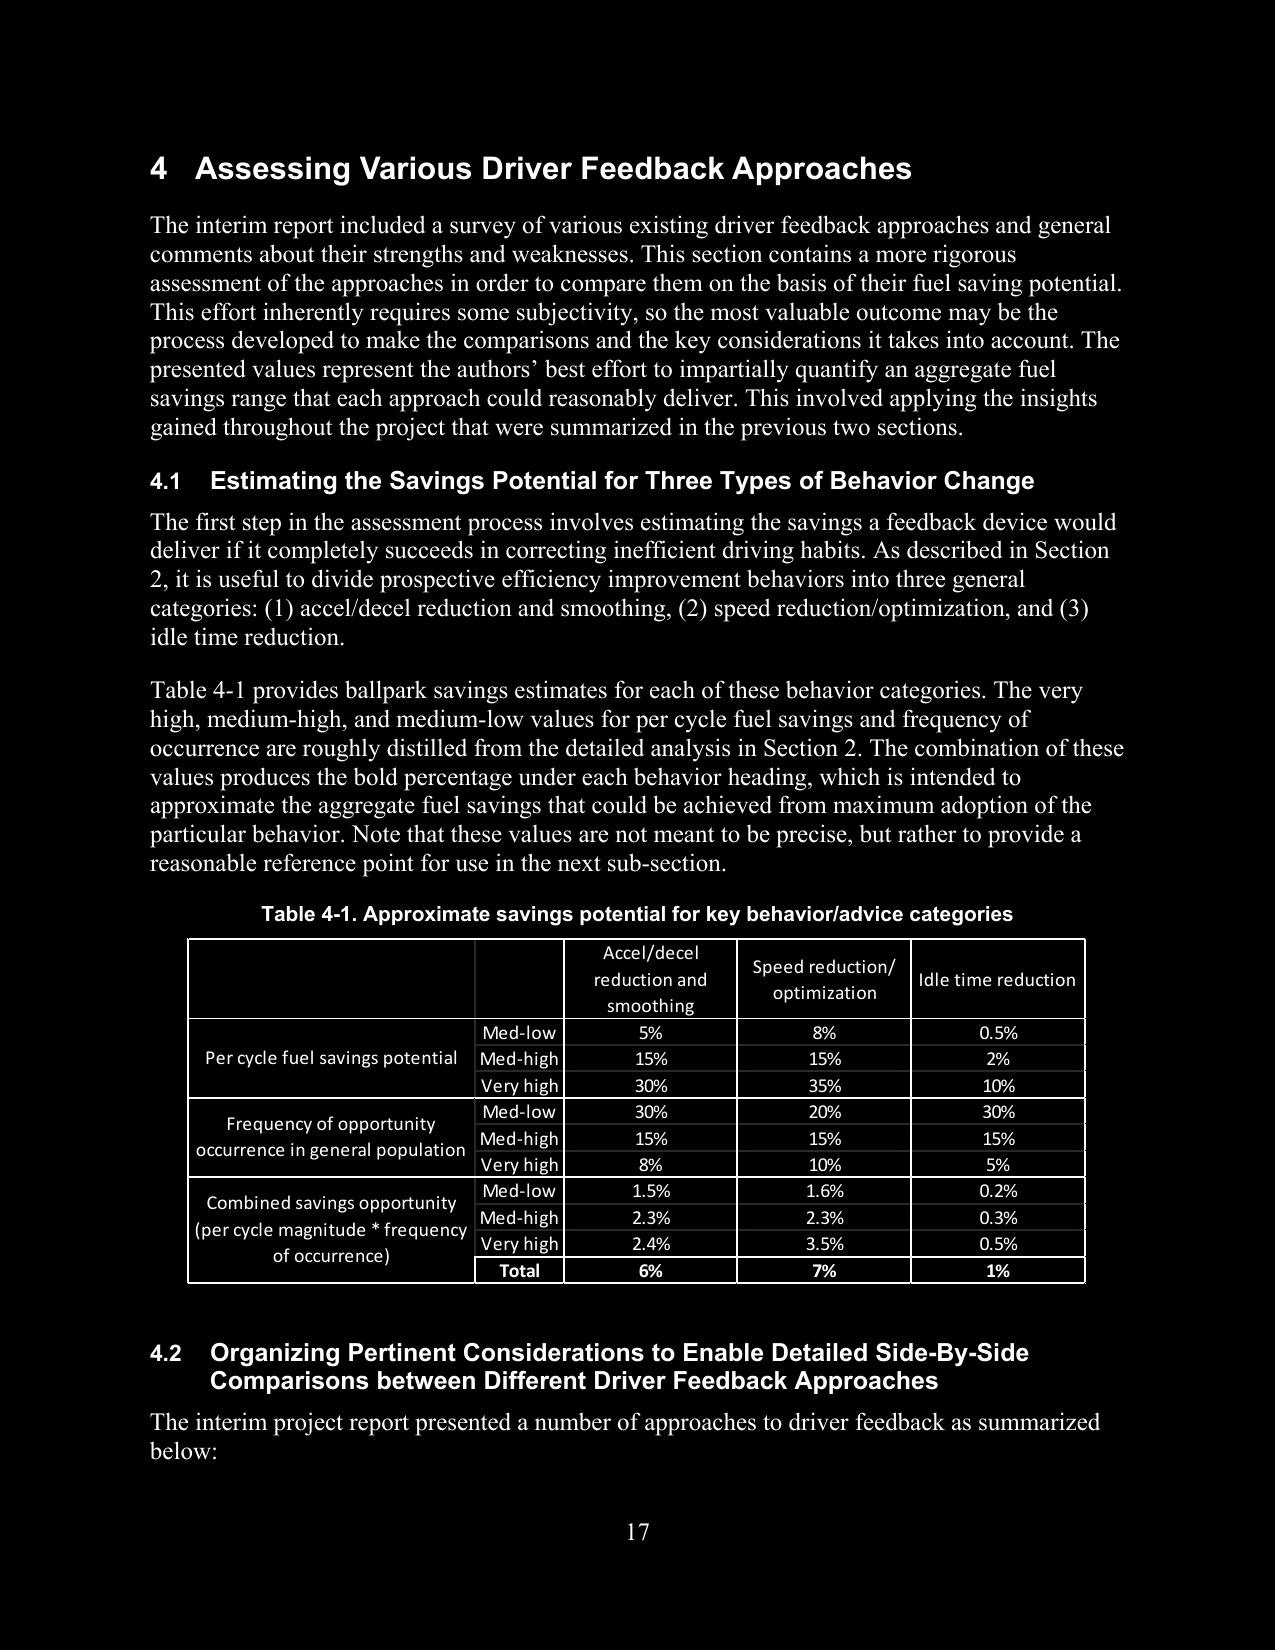 4 Assessing Various Driver Feedback Approaches
The interim report included a survey of various existing driver feedback approaches and general
comments about their strengths and weaknesses. This section contains a more rigorous
assessment of the approaches in order to compare them on the basis of their fuel saving potential.
This effort inherently requires some subjectivity, so the most valuable outcome may be the
process developed to make the comparisons and the key considerations it takes into account. The
presented values represent the authors’ best effort to impartially quantify an aggregate fuel
savings range that each approach could reasonably deliver. This involved applying the insights
gained throughout the project that were summarized in the previous two sections.
4.1 Estimating the Savings Potential for Three Types of Behavior Change
The first step in the assessment process involves estimating the savings a feedback device would
deliver if it completely succeeds in correcting inefficient driving habits. As described in Section
2, it is useful to divide prospective efficiency improvement behaviors into three general
categories: (1) accel/decel reduction and smoothing, (2) speed reduction/optimization, and (3)
idle time reduction.
Table 4-1 provides ballpark savings estimates for each of these behavior categories. The very
high, medium-high, and medium-low values for per cycle fuel savings and frequency of
occurrence are roughly distilled from the detailed analysis in Section 2. The combination of these
values produces the bold percentage under each behavior heading, which is intended to
approximate the aggregate fuel savings that could be achieved from maximum adoption of the
particular behavior. Note that these values are not meant to be precise, but rather to provide a
reasonable reference point for use in the next sub-section.
Table 4-1. Approximate savings potential for key behavior/advice categories
Accel/decel
reduction and
smoothing
Speed reduction/
optimization
Idle time reduction
Per cycle fuel savings potential
Med-low 5% 8% 0.5%
Med-high 15% 15% 2%
Very high 30% 35% 10%
Frequency of opportunity
occurrence in general population
Med-low 30% 20% 30%
Med-high 15% 15% 15%
Very high 8% 10% 5%
Combined savings opportunity
(per cycle magnitude * frequency
of occurrence)
Med-low 1.5% 1.6% 0.2%
Med-high 2.3% 2.3% 0.3%
Very high 2.4% 3.5% 0.5%
Total 6% 7% 1%
4.2 Organizing Pertinent Considerations to Enable Detailed Side-By-Side
Comparisons between Different Driver Feedback Approaches
The interim project report presented a number of approaches to driver feedback as summarized
below:
17